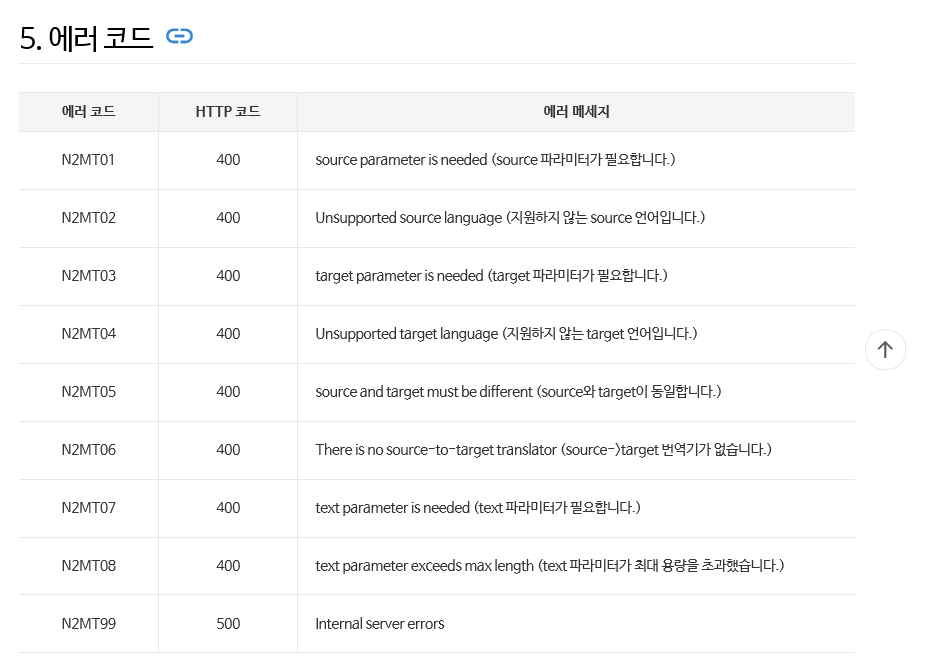 5. 에러 코드
에러 코드 HTTP 코드 에러 메세지
N2MT01 400 source parameter is needed (source 파라미터가 필요합니다.)
N2MT02 400 Unsupported source language (지원하지 않는 source 언어입니다.)
N2MT03 400 target parameter is needed (target 파라미터가 필요합니다.)
N2MT04 400 Unsupported target language (지원하지 않는 target 언어입니다.)
N2MT05 400 source and target must be different (source와 target이 동일합니다.)
N2MT06 400 There is no source-to-target translator (source->target 번역기가 없습니다.)
N2MT07 400 text parameter is needed (text 파라미터가 필요합니다.)
N2MT08 400 text parameter exceeds max length (text 파라미터가 최대 용량을 초과했습니다.)
N2MT99 500 Internal server errors